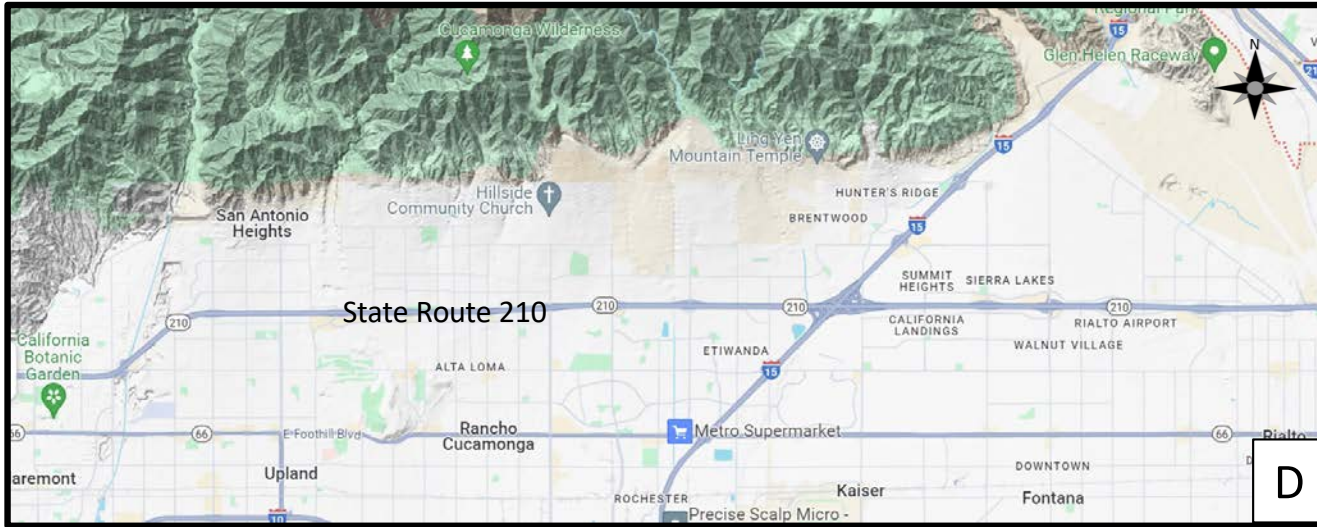 Regional Park
15
Cucamonga Wilderness
N
Glen Helen Raceway
15
Ling Yen
Mountain Temple
Hillside
Community Church
HUNTER'S RIDGE
BRENTWOOD
San Antonio
Heights
15
SUMMIT
HEIGHTS
SIERRA LAKES
State Route 210
210
210
210
210
CALIFORNIA
LANDINGS
RIALTO AIRPORT
California
Botanic
Garden
WALNUT VILLAGE
ETIWANDA
ALTA LOMA
15
66
E Foothill Blvd
Rancho
Cucamonga
Metro Supermarket
66
Rialto
aremont
Upland
DOWNTOWN
Kaiser
Fontana
ROCHESTER
10
Precise Scalp Micro -
D